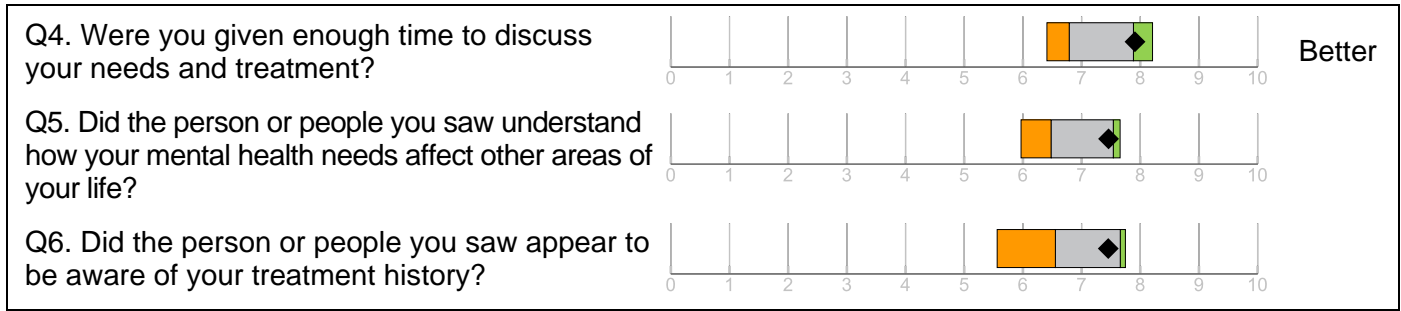 Q4. Were you given enough time to discuss
your needs and treatment?
Better
0 1 2 3 4 5 6 7 8 9 10
Q5. Did the person or people you saw understand
how your mental health needs affect other areas of
your life?
0 1 2 3 4 5 6 7 8 9 10
Q6. Did the person or people you saw appear to
be aware of your treatment history?
0 1 2 3 4 5 6 7 8 9 10